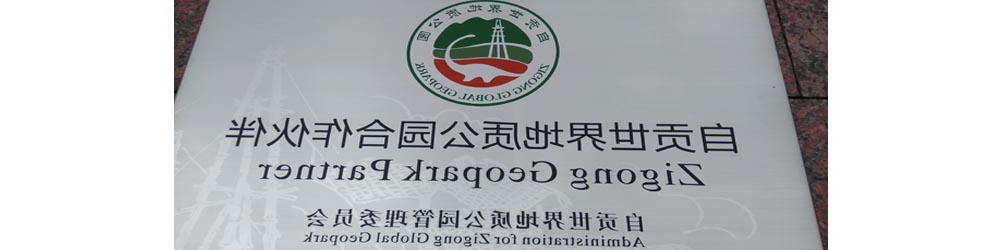 自贡世界地质公园
ZIGONG GLOBAL GEOPARK
自贡世界地质公园合作伙伴
Zigong Geopark Partner
自贡世界地质公园管理委员会
Administration for Zigong Global Geopark